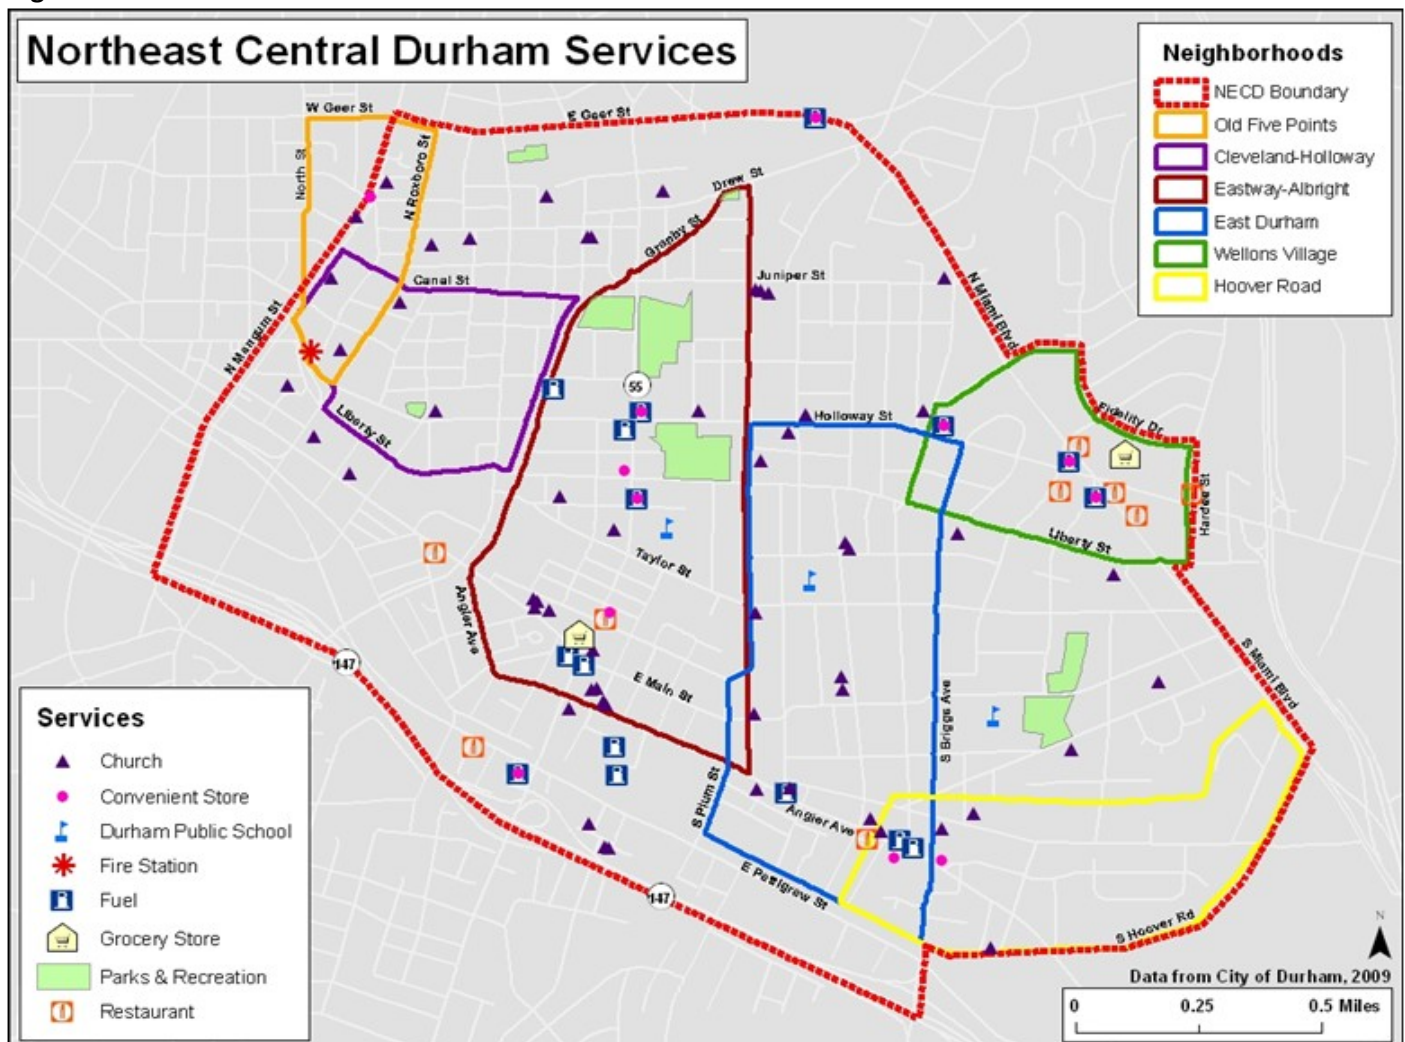 Northeast Central Durham Services
Neighborhoods
NECD Boundary
Old Five Points
Cleveland-Holloway
Eastway-Albright
East Durham
Wellons Village
Hoover Road
W Geer St
E Geer St
North St
N Roxboro St
Drew St
Granby St
Canal St
Juniper St
N Miami Blvd
N Mangum St
55
Liberty St
Holloway St
Fidelity Dr
Hardee St
Liberty St
Taylor St
Angier Ave
147
E Main St
S Miami Blvd
S Briggs Ave
S Plum St
Angier Ave
E Pettigrew St
147
S Hoover Rd
Services
Church
Convenient Store
Durham Public School
Fire Station
Fuel
Grocery Store
Parks & Recreation
Restaurant
N
Data from City of Durham, 2009
0 0.25 0.5 Miles